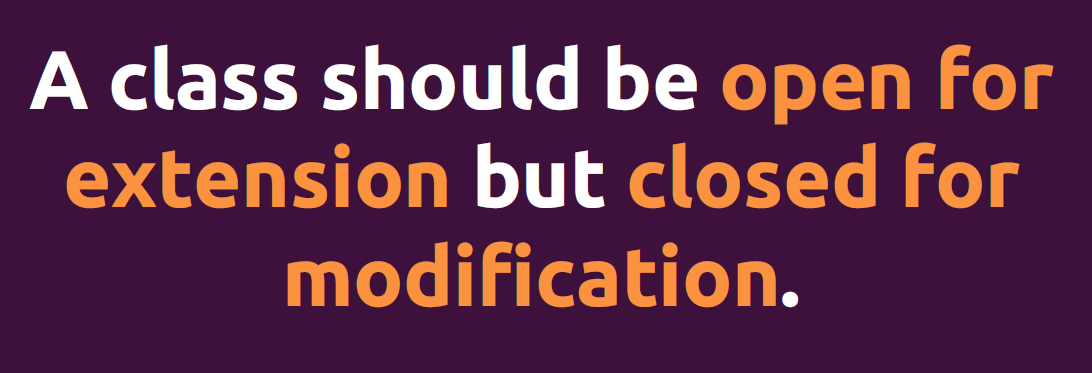 A class should be open for
extension but closed for
modification.